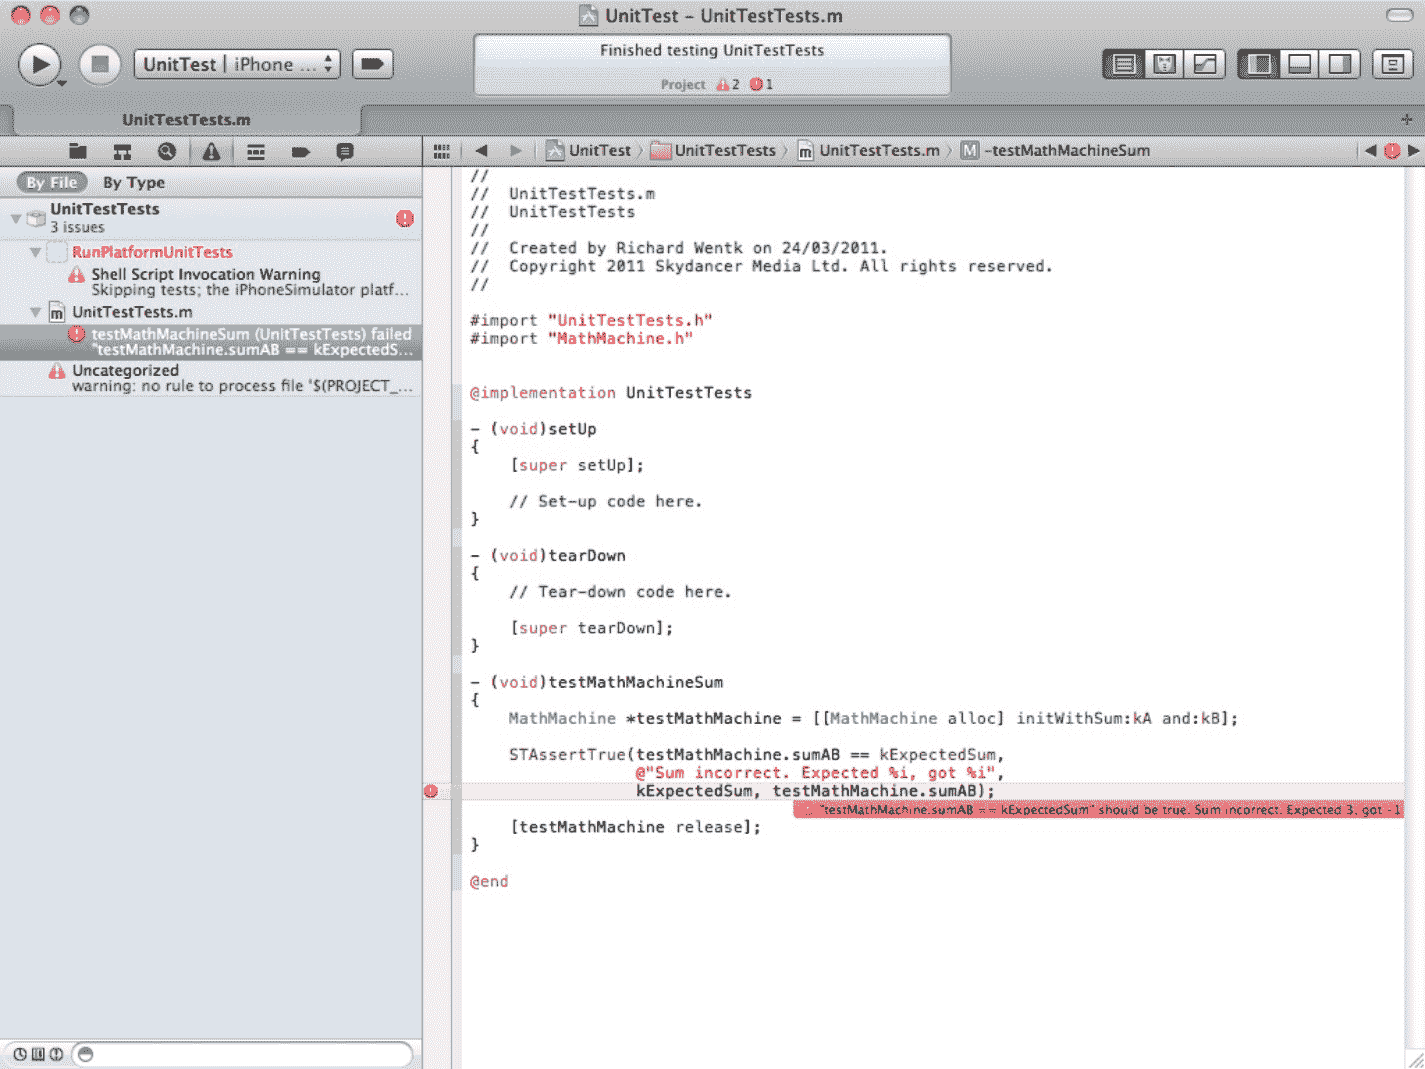 UnitTest – UnitTestTests.m
UnitTest | iPhone ...
Finished testing UnitTestTests
Project 2 1
UnitTestTests.m
By File By Type
UnitTestTests
3 issues
RunPlatformUnitTests
Shell Script Invocation Warning
Skipping tests; the iPhoneSimulator platf...
UnitTestTests.m
testMathMachineSum (UnitTestTests) failed
"testMathMachine.sumAB == kExpectedS...
Uncategorized
warning: no rule to process file '$(PROJECT_...
UnitTest UnitTestTests UnitTestTests.m M -testMathMachineSum
//
// UnitTestTests.m
// UnitTestTests
//
// Created by Richard Wentk on 24/03/2011.
// Copyright 2011 Skydancer Media Ltd. All rights reserved.
//
#import "UnitTestTests.h"
#import "MathMachine.h"
@implementation UnitTestTests
- (void)setUp
{
[super setUp];
// Set-up code here.
}
- (void)tearDown
{
// Tear-down code here.
[super tearDown];
}
- (void)testMathMachineSum
{
MathMachine *testMathMachine = [[MathMachine alloc] initWithSum:kA and:kB];
STAssertTrue(testMathMachine.sumAB == kExpectedSum,
@"Sum incorrect. Expected %i, got %i",
kExpectedSum, testMathMachine.sumAB);
"testMathMachine.sumAB == kExpectedSum" should be true. Sum incorrect. Expected 3, got -1
[testMathMachine release];
}
@end